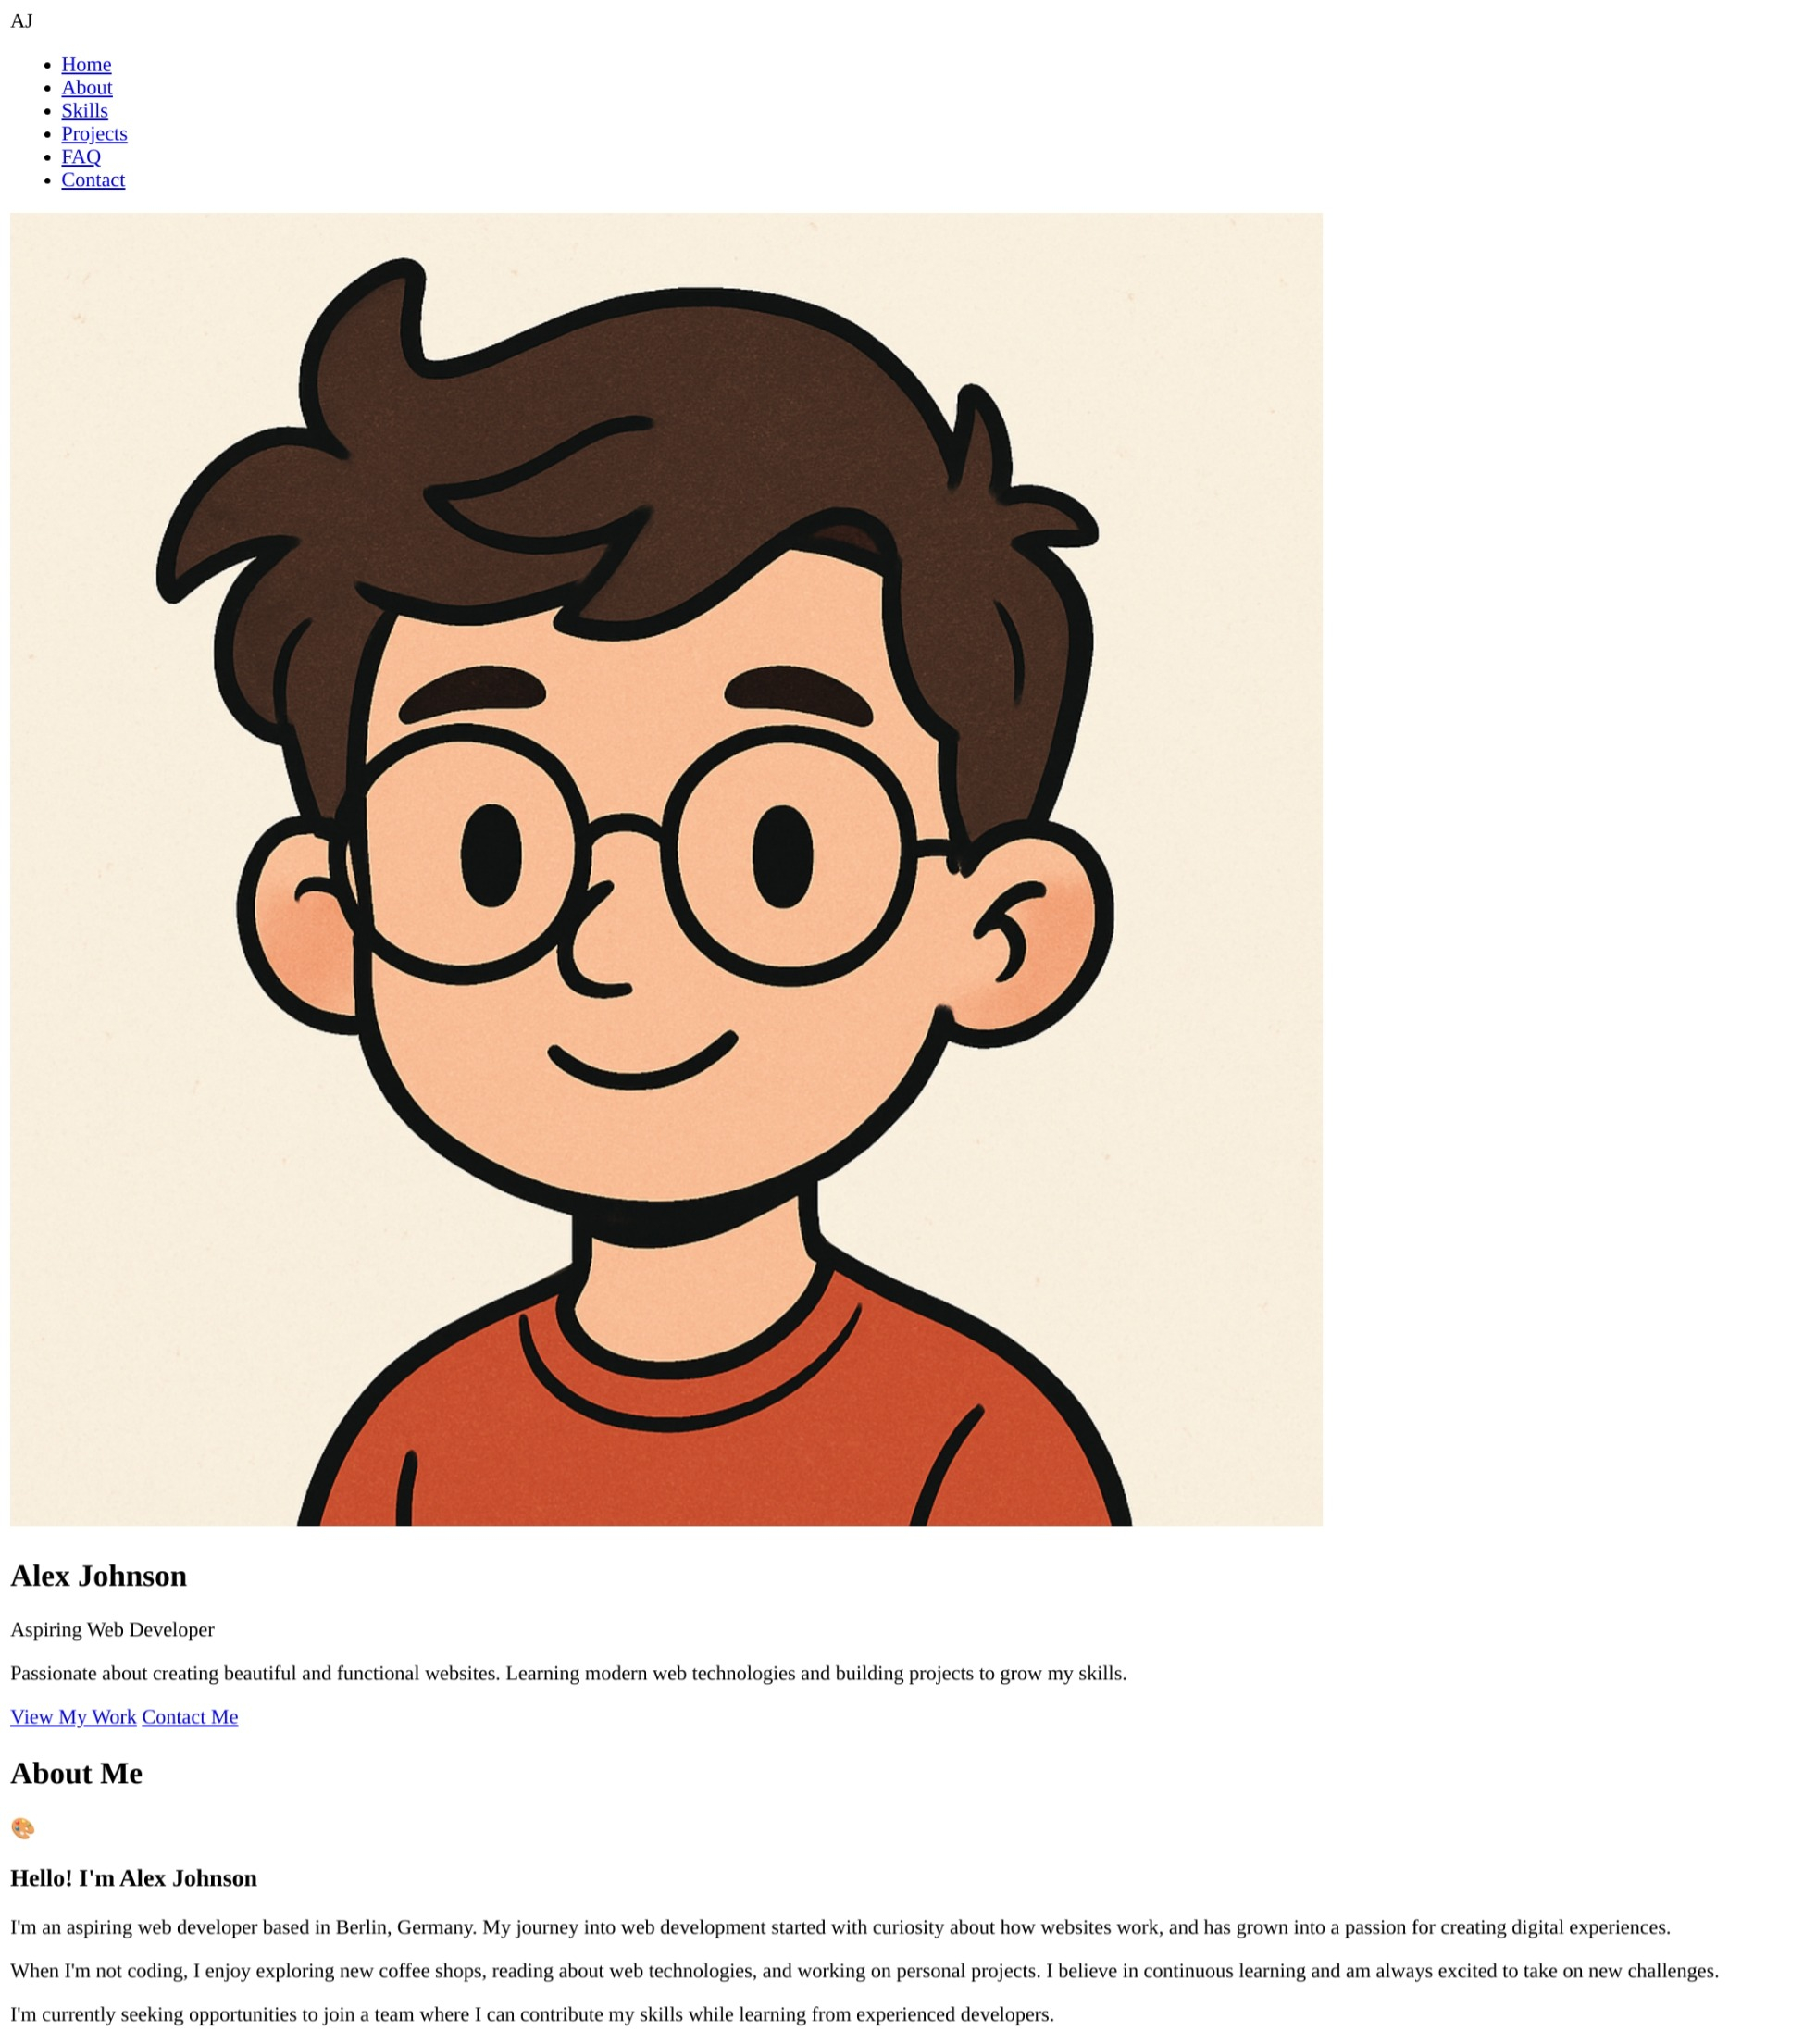 AJ
Home
About
Skills
Projects
FAQ
Contact
Alex Johnson
Aspiring Web Developer
Passionate about creating beautiful and functional websites. Learning modern web technologies and building projects to grow my skills.
View My Work Contact Me
About Me
Hello! I'm Alex Johnson
I'm an aspiring web developer based in Berlin, Germany. My journey into web development started with curiosity about how websites work, and has grown into a passion for creating digital experiences.
When I'm not coding, I enjoy exploring new coffee shops, reading about web technologies, and working on personal projects. I believe in continuous learning and am always excited to take on new challenges.
I'm currently seeking opportunities to join a team where I can contribute my skills while learning from experienced developers.